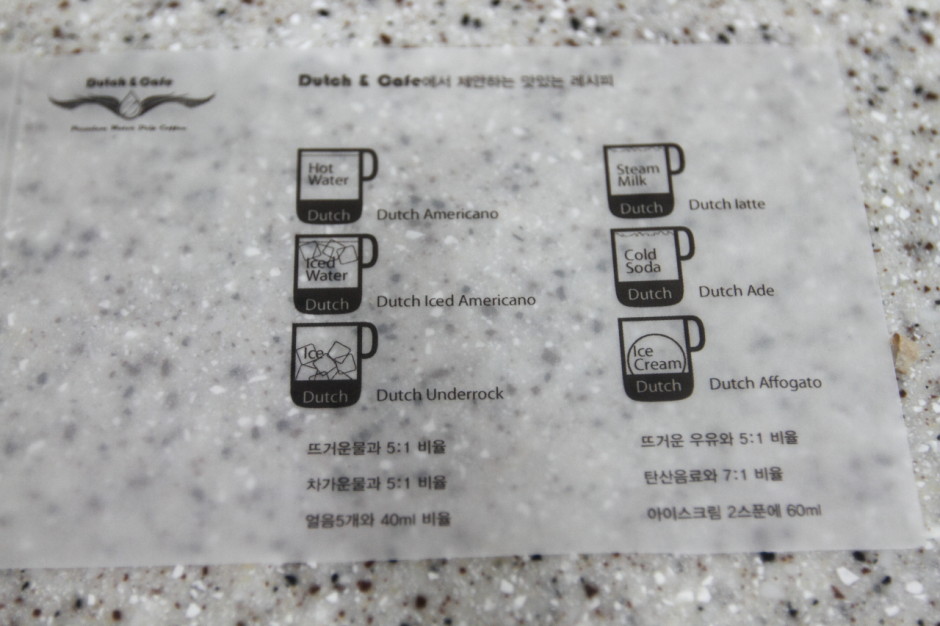 Dutch & Cafe
Premium Water Drip Coffee
Dutch & Cafe에서 제안하는 맛있는 레시피
Hot
Water
Dutch
Dutch Americano
Iced
Water
Dutch
Dutch Iced Americano
Ice
Dutch
Dutch Underrock
Steam
Milk
Dutch
Dutch latte
Cold
Soda
Dutch
Dutch Ade
Ice
Cream
Dutch
Dutch Affogato
뜨거운물과 5:1 비율
차가운물과 5:1 비율
얼음5개와 40ml 비율
뜨거운 우유와 5:1 비율
탄산음료와 7:1 비율
아이스크림 2스푼에 60ml